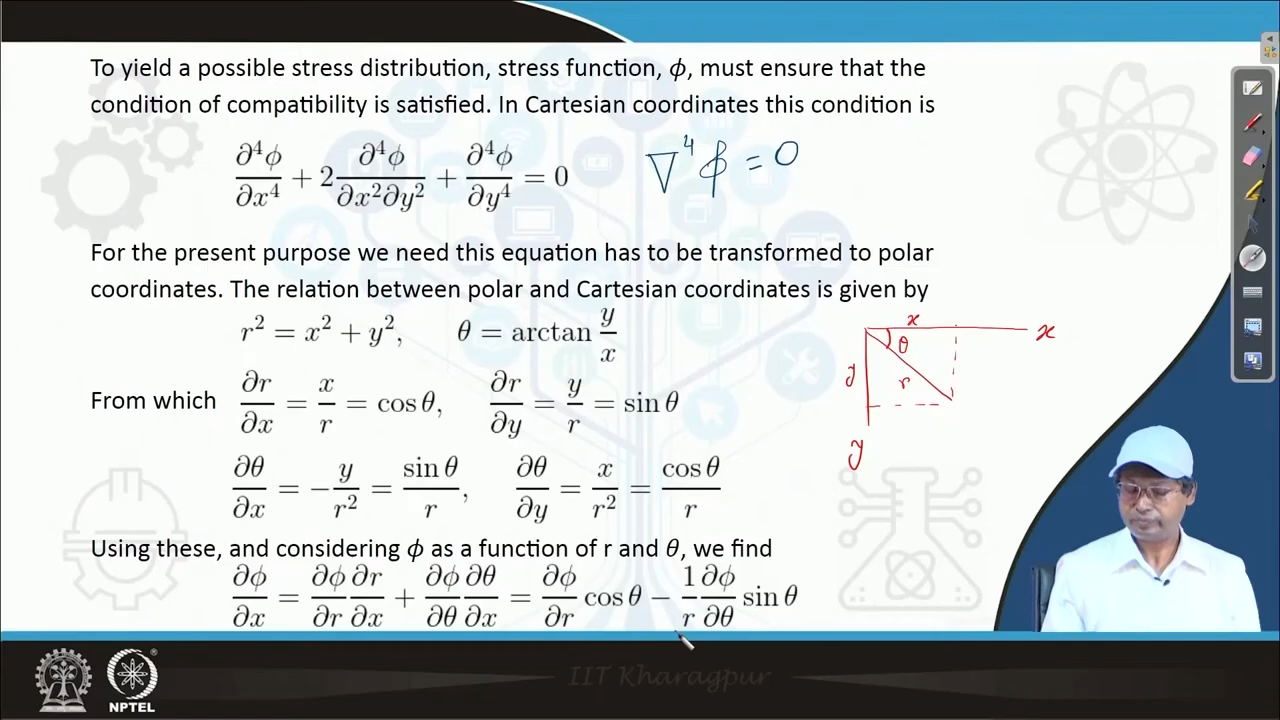 To yield a possible stress distribution, stress function, ϕ, must ensure that the
condition of compatibility is satisfied. In Cartesian coordinates this condition is
∂⁴ϕ/∂x⁴ + 2 ∂⁴ϕ/∂x²∂y² + ∂⁴ϕ/∂y⁴ = 0
∇⁴ϕ = 0
For the present purpose we need this equation has to be transformed to polar
coordinates. The relation between polar and Cartesian coordinates is given by
r² = x² + y², θ = arctan y/x
x
x
θ
y
r
y
From which ∂r/∂x = x/r = cos θ, ∂r/∂y = y/r = sin θ
∂θ/∂x = −y/r² = sin θ/r, ∂θ/∂y = x/r² = cos θ/r
Using these, and considering ϕ as a function of r and θ, we find
∂ϕ/∂x = ∂ϕ/∂r ∂r/∂x + ∂ϕ/∂θ ∂θ/∂x = ∂ϕ/∂r cos θ − 1/r ∂ϕ/∂θ sin θ
IIT Kharagpur
NPTEL